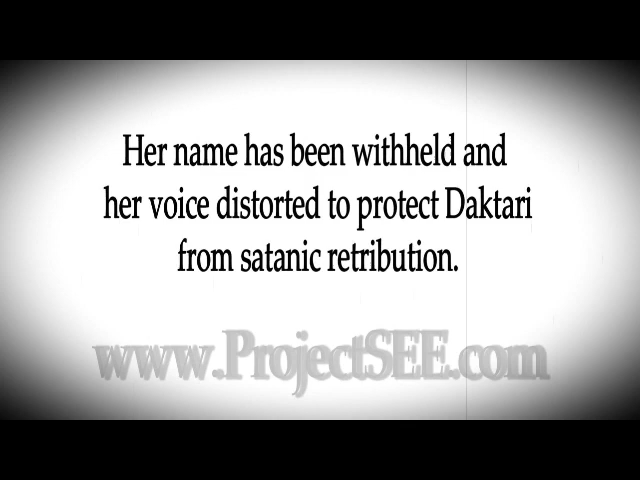 Her name has been withheld and
her voice distorted to protect Daktari
from satanic retribution.
www.ProjectSEE.com